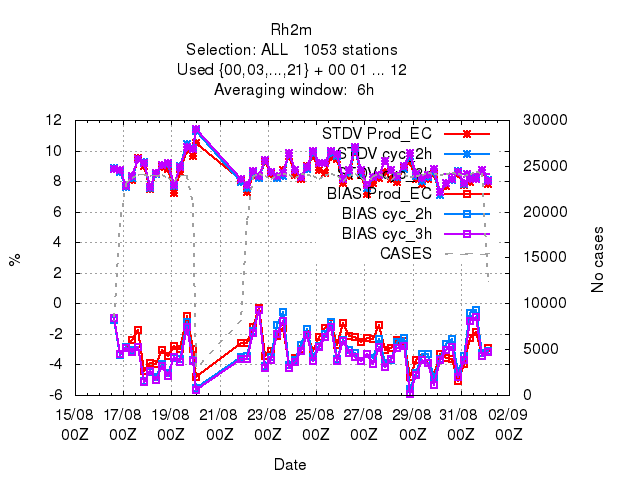 Rh2m
Selection: ALL   1053 stations
Used {00,03,...,21} + 00 01 ... 12
Averaging window:  6h
12 30000
STDV Prod_EC
STDV cyc_2h
10 25000
STDV cyc_3h
8
BIAS Prod_EC
6 20000
BIAS cyc_2h
BIAS cyc_3h
4 15000
CASES
2
0 10000
-2
-4 5000
-6 0
%
No cases
15/08 17/08 19/08 21/08 23/08 25/08 27/08 29/08 31/08 02/09
00Z 00Z 00Z 00Z 00Z 00Z 00Z 00Z 00Z 00Z
Date